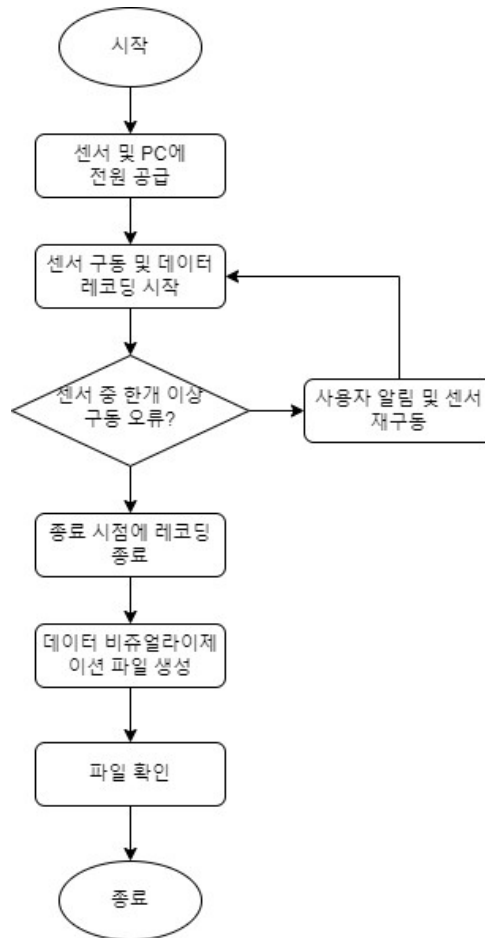 시작
센서 및 PC에
전원 공급
센서 구동 및 데이터
레코딩 시작
센서 중 한개 이상
구동 오류?
사용자 알림 및 센서
재구동
종료 시점에 레코딩
종료
데이터 비쥬얼라이제
이션 파일 생성
파일 확인
종료